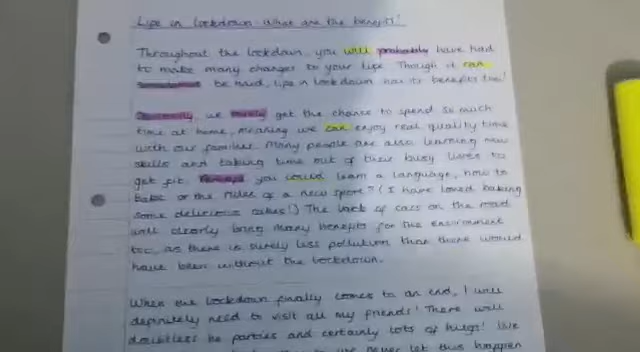 Life in lockdown: What are the benefits?
Throughout the lockdown, you will probably have had
to make many changes to your life. Though it can
be hard, life in lockdown has its benefits too!
we rarely get the chance to spend so much
time at home, meaning we can enjoy real quality time
with our families. Many people are also learning new
skills and taking time out of their busy lives to
get fit. Perhaps you could learn a language, how to
bake or the rules of a new sport? (I have loved baking
some delicious cakes!) The lack of cars on the road
will clearly bring many benefits for the environment
too, as there is surely less pollution than there would
have been without the lockdown.
When the lockdown finally comes to an end, I will
definitely need to visit all my friends! There will
doubtless be parties and certainly lots of hugs!
never let this happen